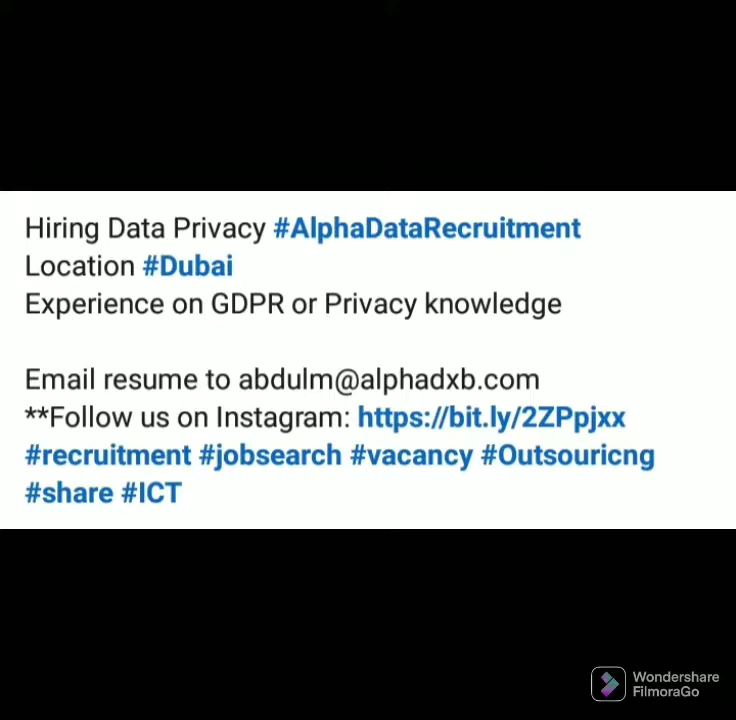 Hiring Data Privacy #AlphaDataRecruitment
Location #Dubai
Experience on GDPR or Privacy knowledge
Email resume to abdulm@alphadxb.com
**Follow us on Instagram: https://bit.ly/2ZPpjxx
#recruitment #jobsearch #vacancy #Outsouricng
#share #ICT
Wondershare
FilmoraGo